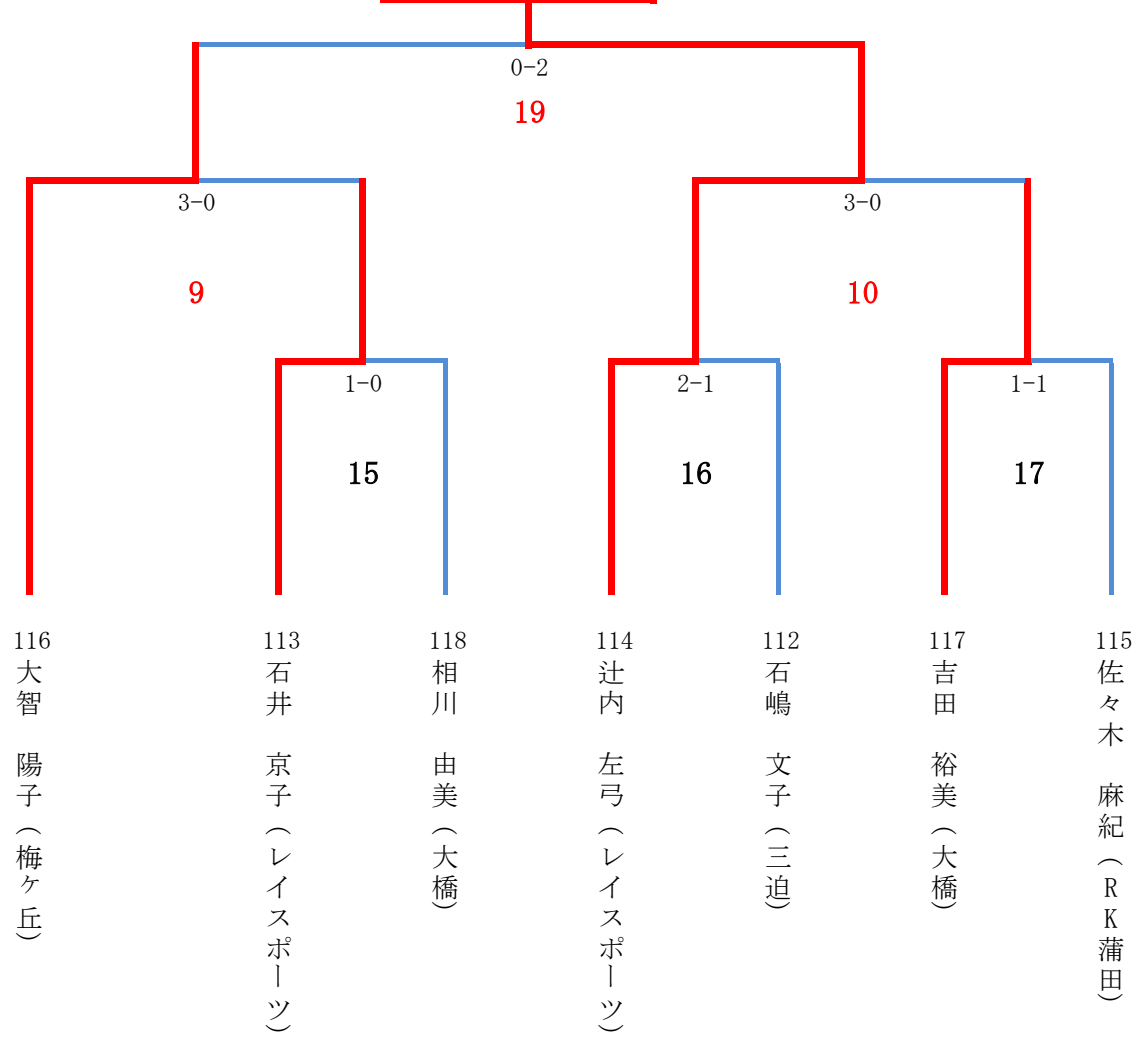 0-2
19
3-0
3-0
9
10
1-0
2-1
1-1
15
16
17
116
113
118
114
112
117
115
大智　陽子(梅ケ丘)
石井　京子(レイスポーツ)
相川　由美(大橋)
辻内　左弓(レイスポーツ)
石嶋　文子(三迫)
吉田　裕美(大橋)
佐々木　麻紀(RK蒲田)